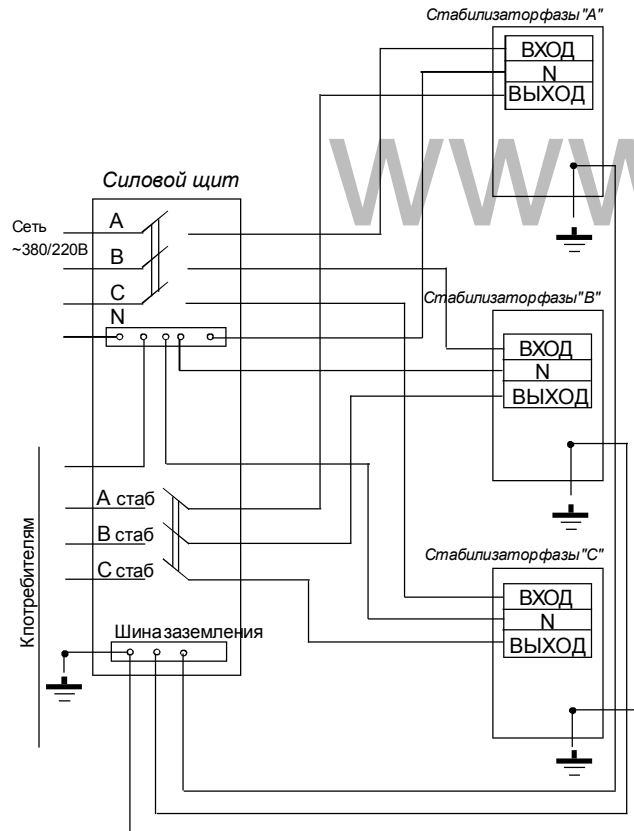 Стабилизаторфазы"А"
ВХОД
N
ВЫХОД
www
Силовой щит
Сеть
~380/220В
А
В
С
N
Стабилизаторфазы"В"
ВХОД
N
ВЫХОД
А стаб
В стаб
С стаб
Кпотребителям
Стабилизаторфазы"С"
ВХОД
N
ВЫХОД
Шиназаземления